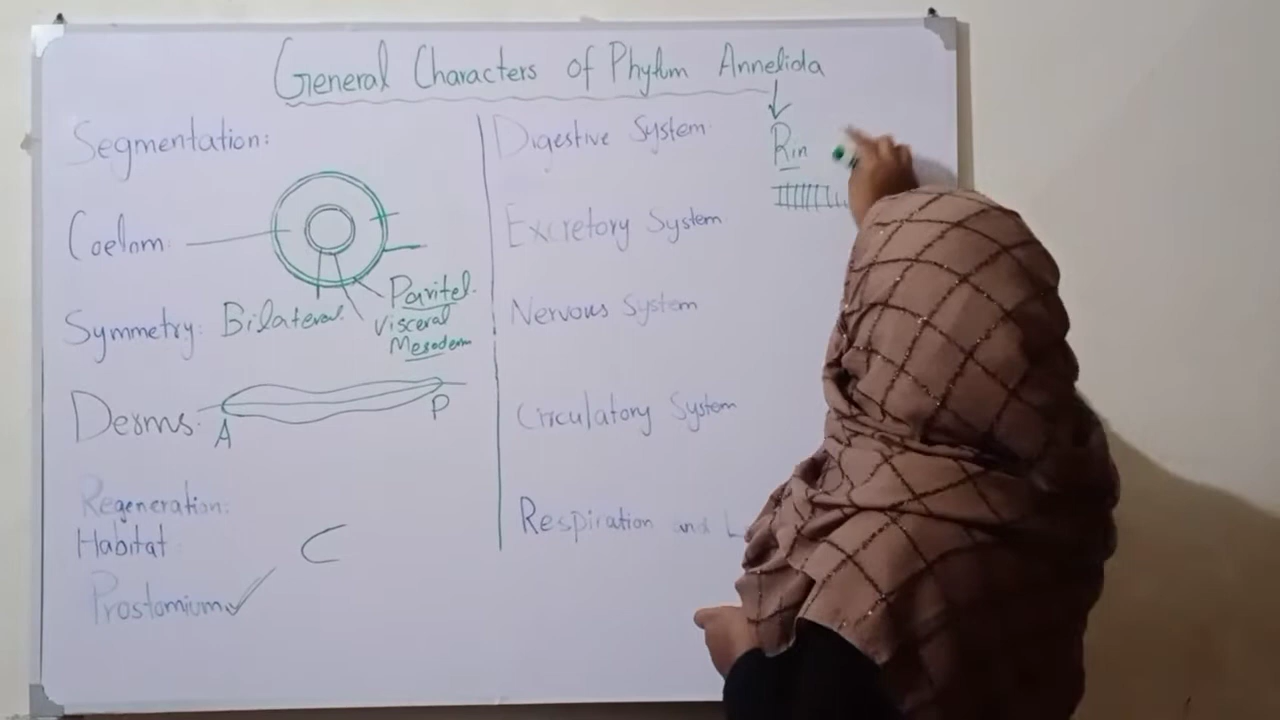 General Characters of Phylum Annelida
Segmentation:
Coelom:
Symmetry: Bilateral.
Paritel.
Visceral
Mesoderm
Derms.
A
P
Regeneration:
Habitat
Prostomium
Digestive System
Rin
Excretory System
Nervous System
Circulatory System
Respiration and